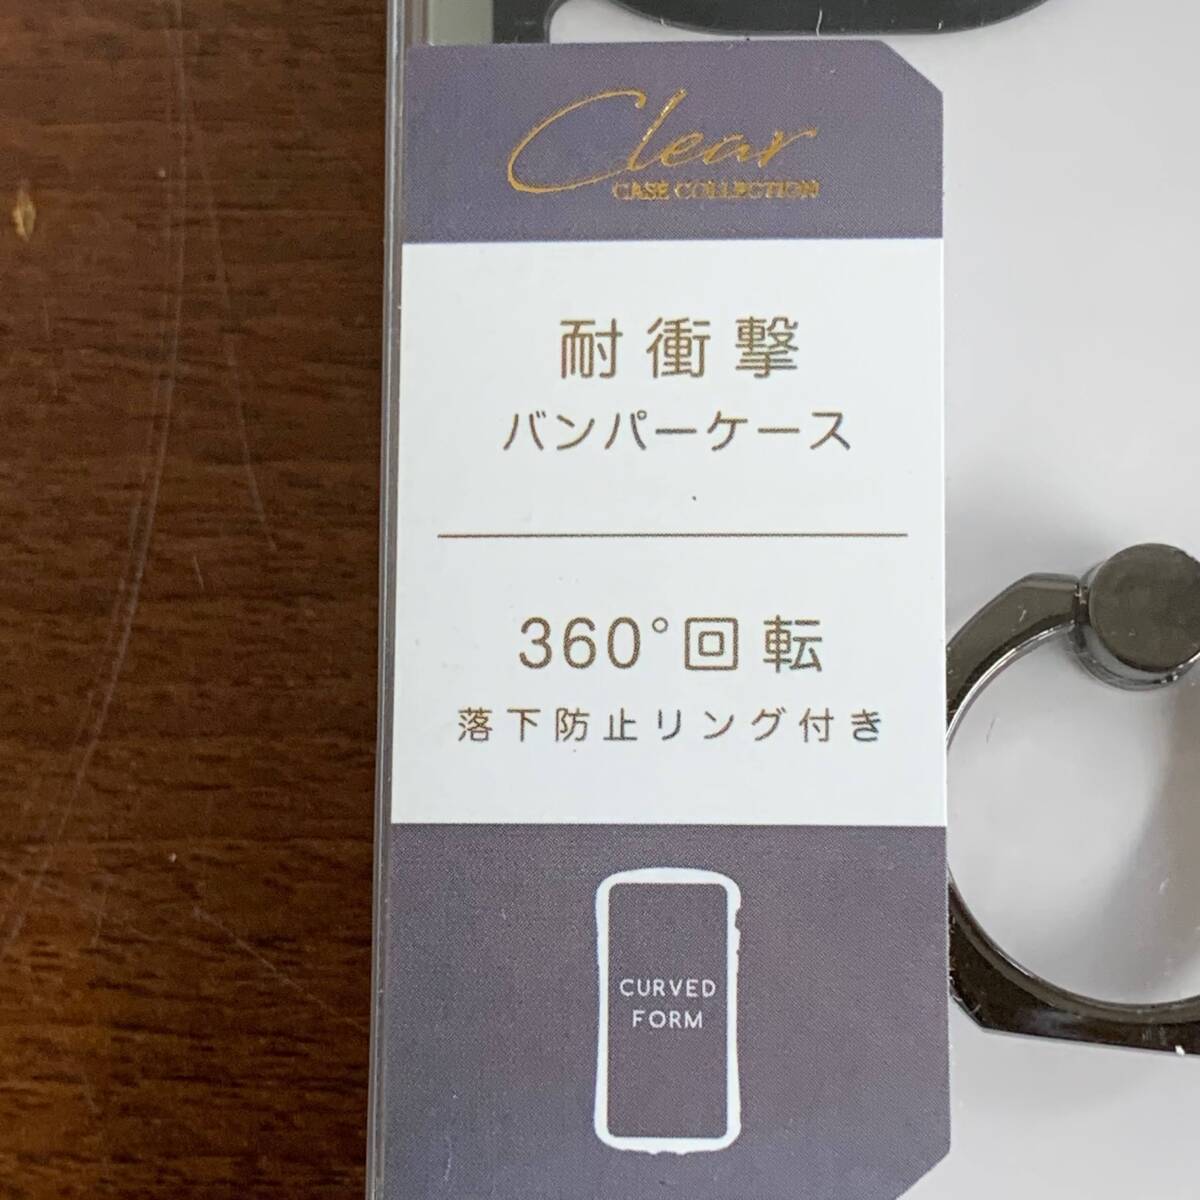 Clear
CASE COLLECTION
耐衝撃
バンパーケース
360°回転
落下防止リング付き
CURVED
FORM